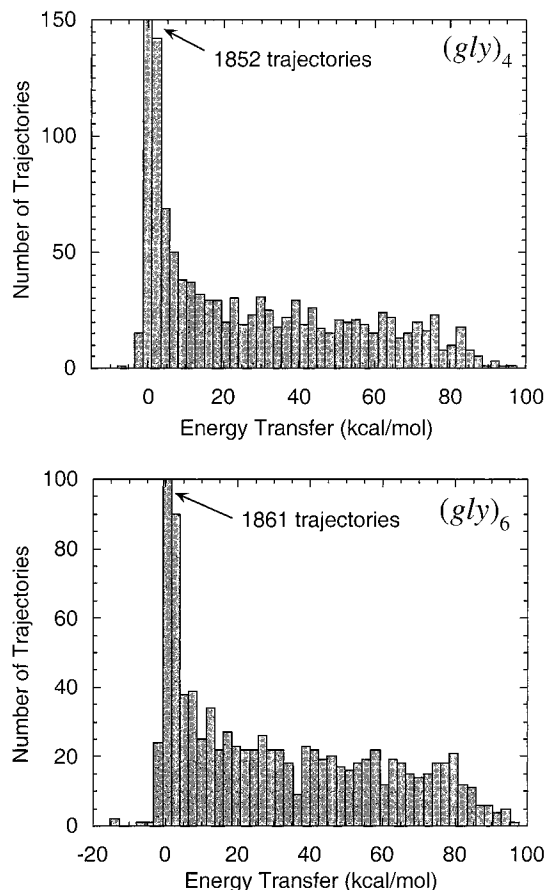 (gly)4
1852 trajectories
150
100
50
0
Number of Trajectories
0 20 40 60 80 100
Energy Transfer (kcal/mol)
(gly)6
1861 trajectories
100
80
60
40
20
0
Number of Trajectories
-20 0 20 40 60 80 100
Energy Transfer (kcal/mol)